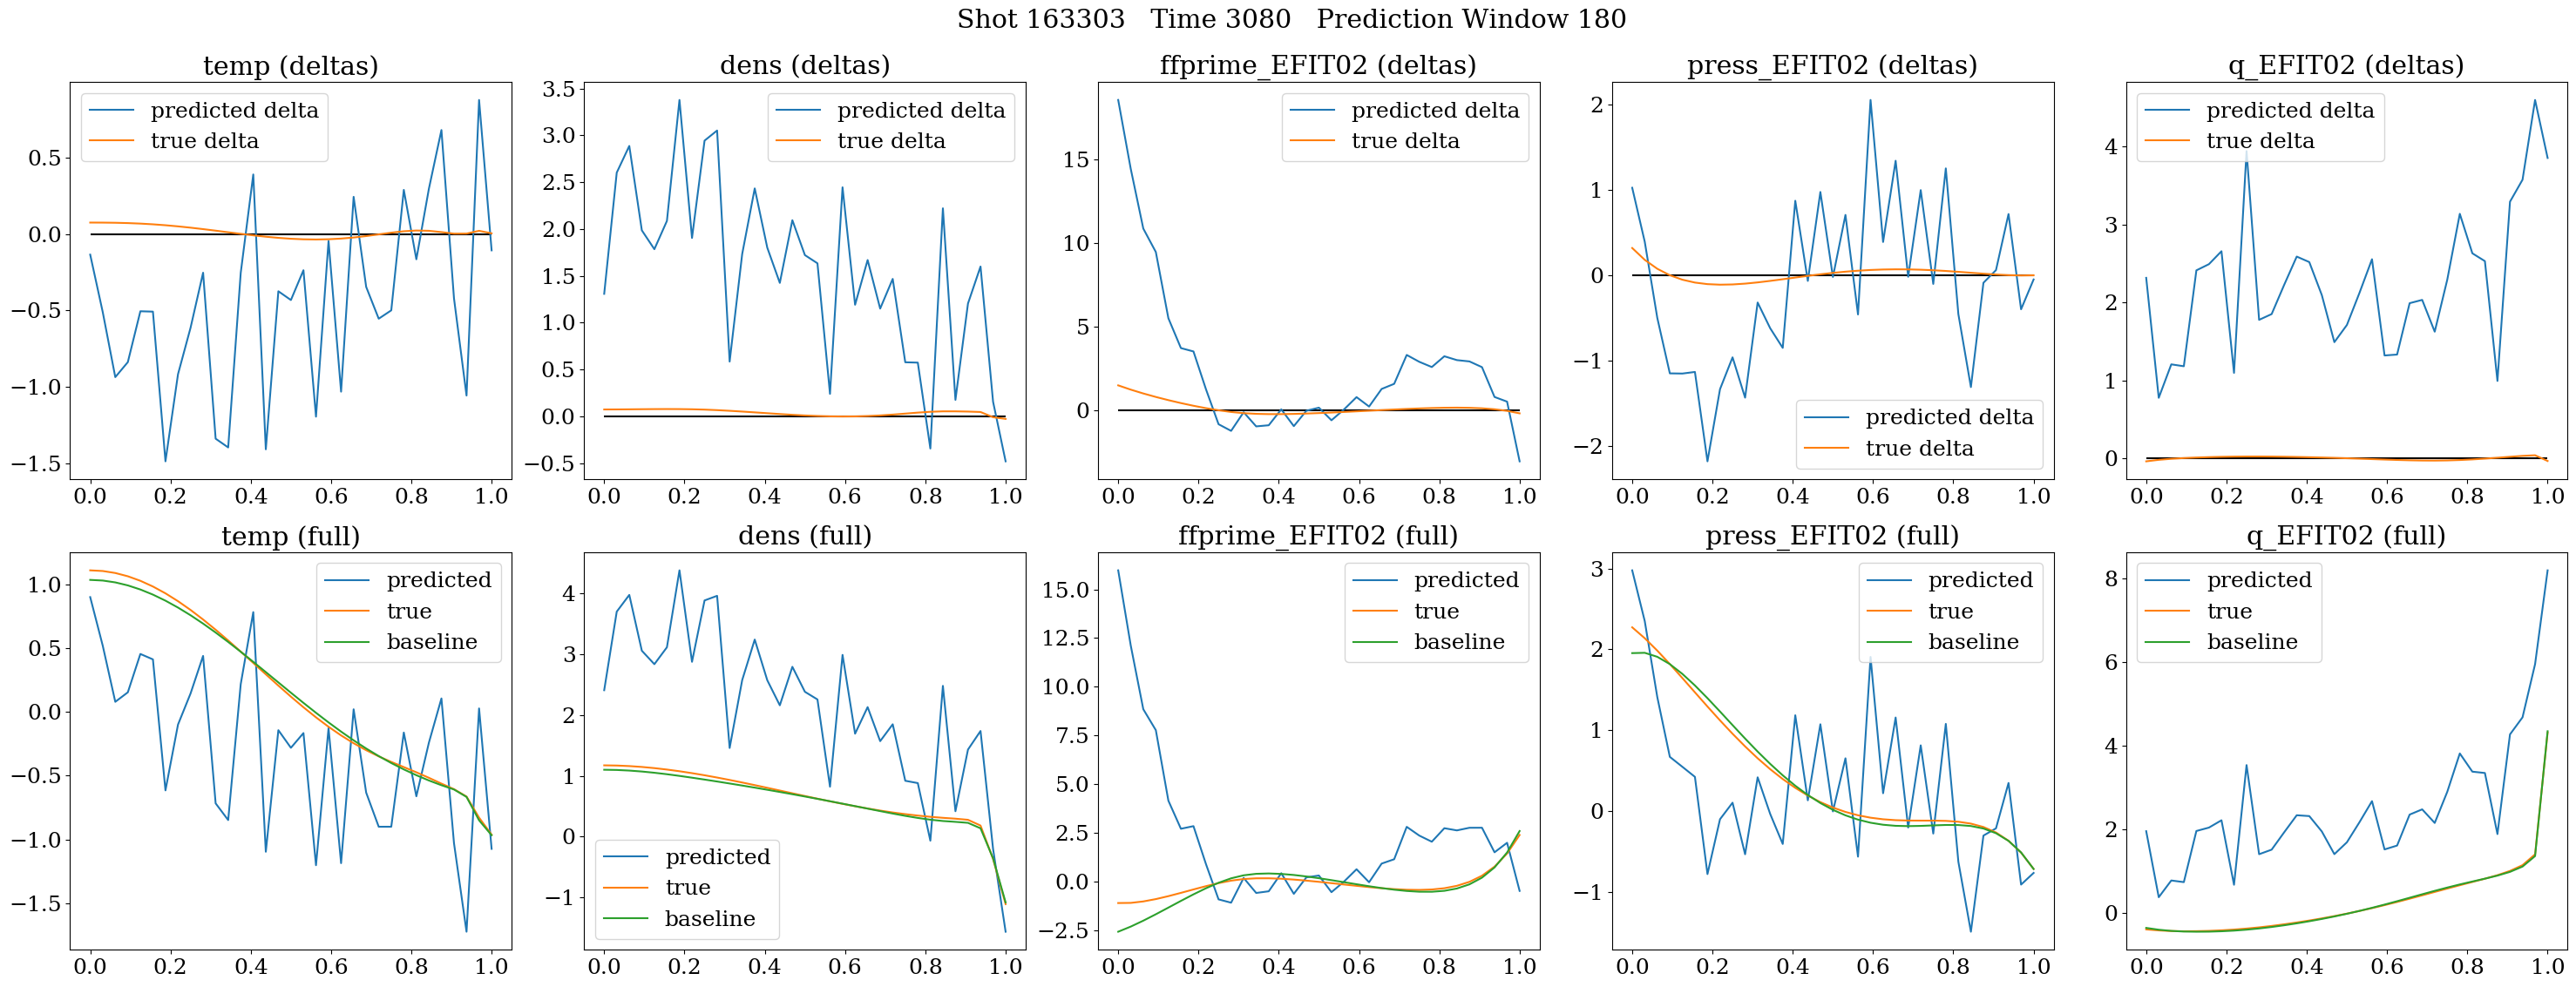 Shot 163303   Time 3080   Prediction Window 180
temp (deltas)
predicted delta
true delta
0.5
0.0
−0.5
−1.0
−1.5
0.0 0.2 0.4 0.6 0.8 1.0
dens (deltas)
predicted delta
true delta
3.5
3.0
2.5
2.0
1.5
1.0
0.5
0.0
−0.5
0.0 0.2 0.4 0.6 0.8 1.0
ffprime_EFIT02 (deltas)
predicted delta
true delta
15
10
5
0
0.0 0.2 0.4 0.6 0.8 1.0
press_EFIT02 (deltas)
2
1
0
−1
−2
predicted delta
true delta
0.0 0.2 0.4 0.6 0.8 1.0
q_EFIT02 (deltas)
predicted delta
true delta
4
3
2
1
0
0.0 0.2 0.4 0.6 0.8 1.0
temp (full)
predicted
true
baseline
1.0
0.5
0.0
−0.5
−1.0
−1.5
0.0 0.2 0.4 0.6 0.8 1.0
dens (full)
4
3
2
1
0
−1
predicted
true
baseline
0.0 0.2 0.4 0.6 0.8 1.0
ffprime_EFIT02 (full)
predicted
true
baseline
15.0
12.5
10.0
7.5
5.0
2.5
0.0
−2.5
0.0 0.2 0.4 0.6 0.8 1.0
press_EFIT02 (full)
predicted
true
baseline
3
2
1
0
−1
0.0 0.2 0.4 0.6 0.8 1.0
q_EFIT02 (full)
predicted
true
baseline
8
6
4
2
0
0.0 0.2 0.4 0.6 0.8 1.0